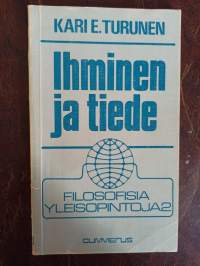 KARI E. TURUNEN
Ihminen
ja tiede
FILOSOFISIA
YLEISOPINTOJA 2
GUMMERUS